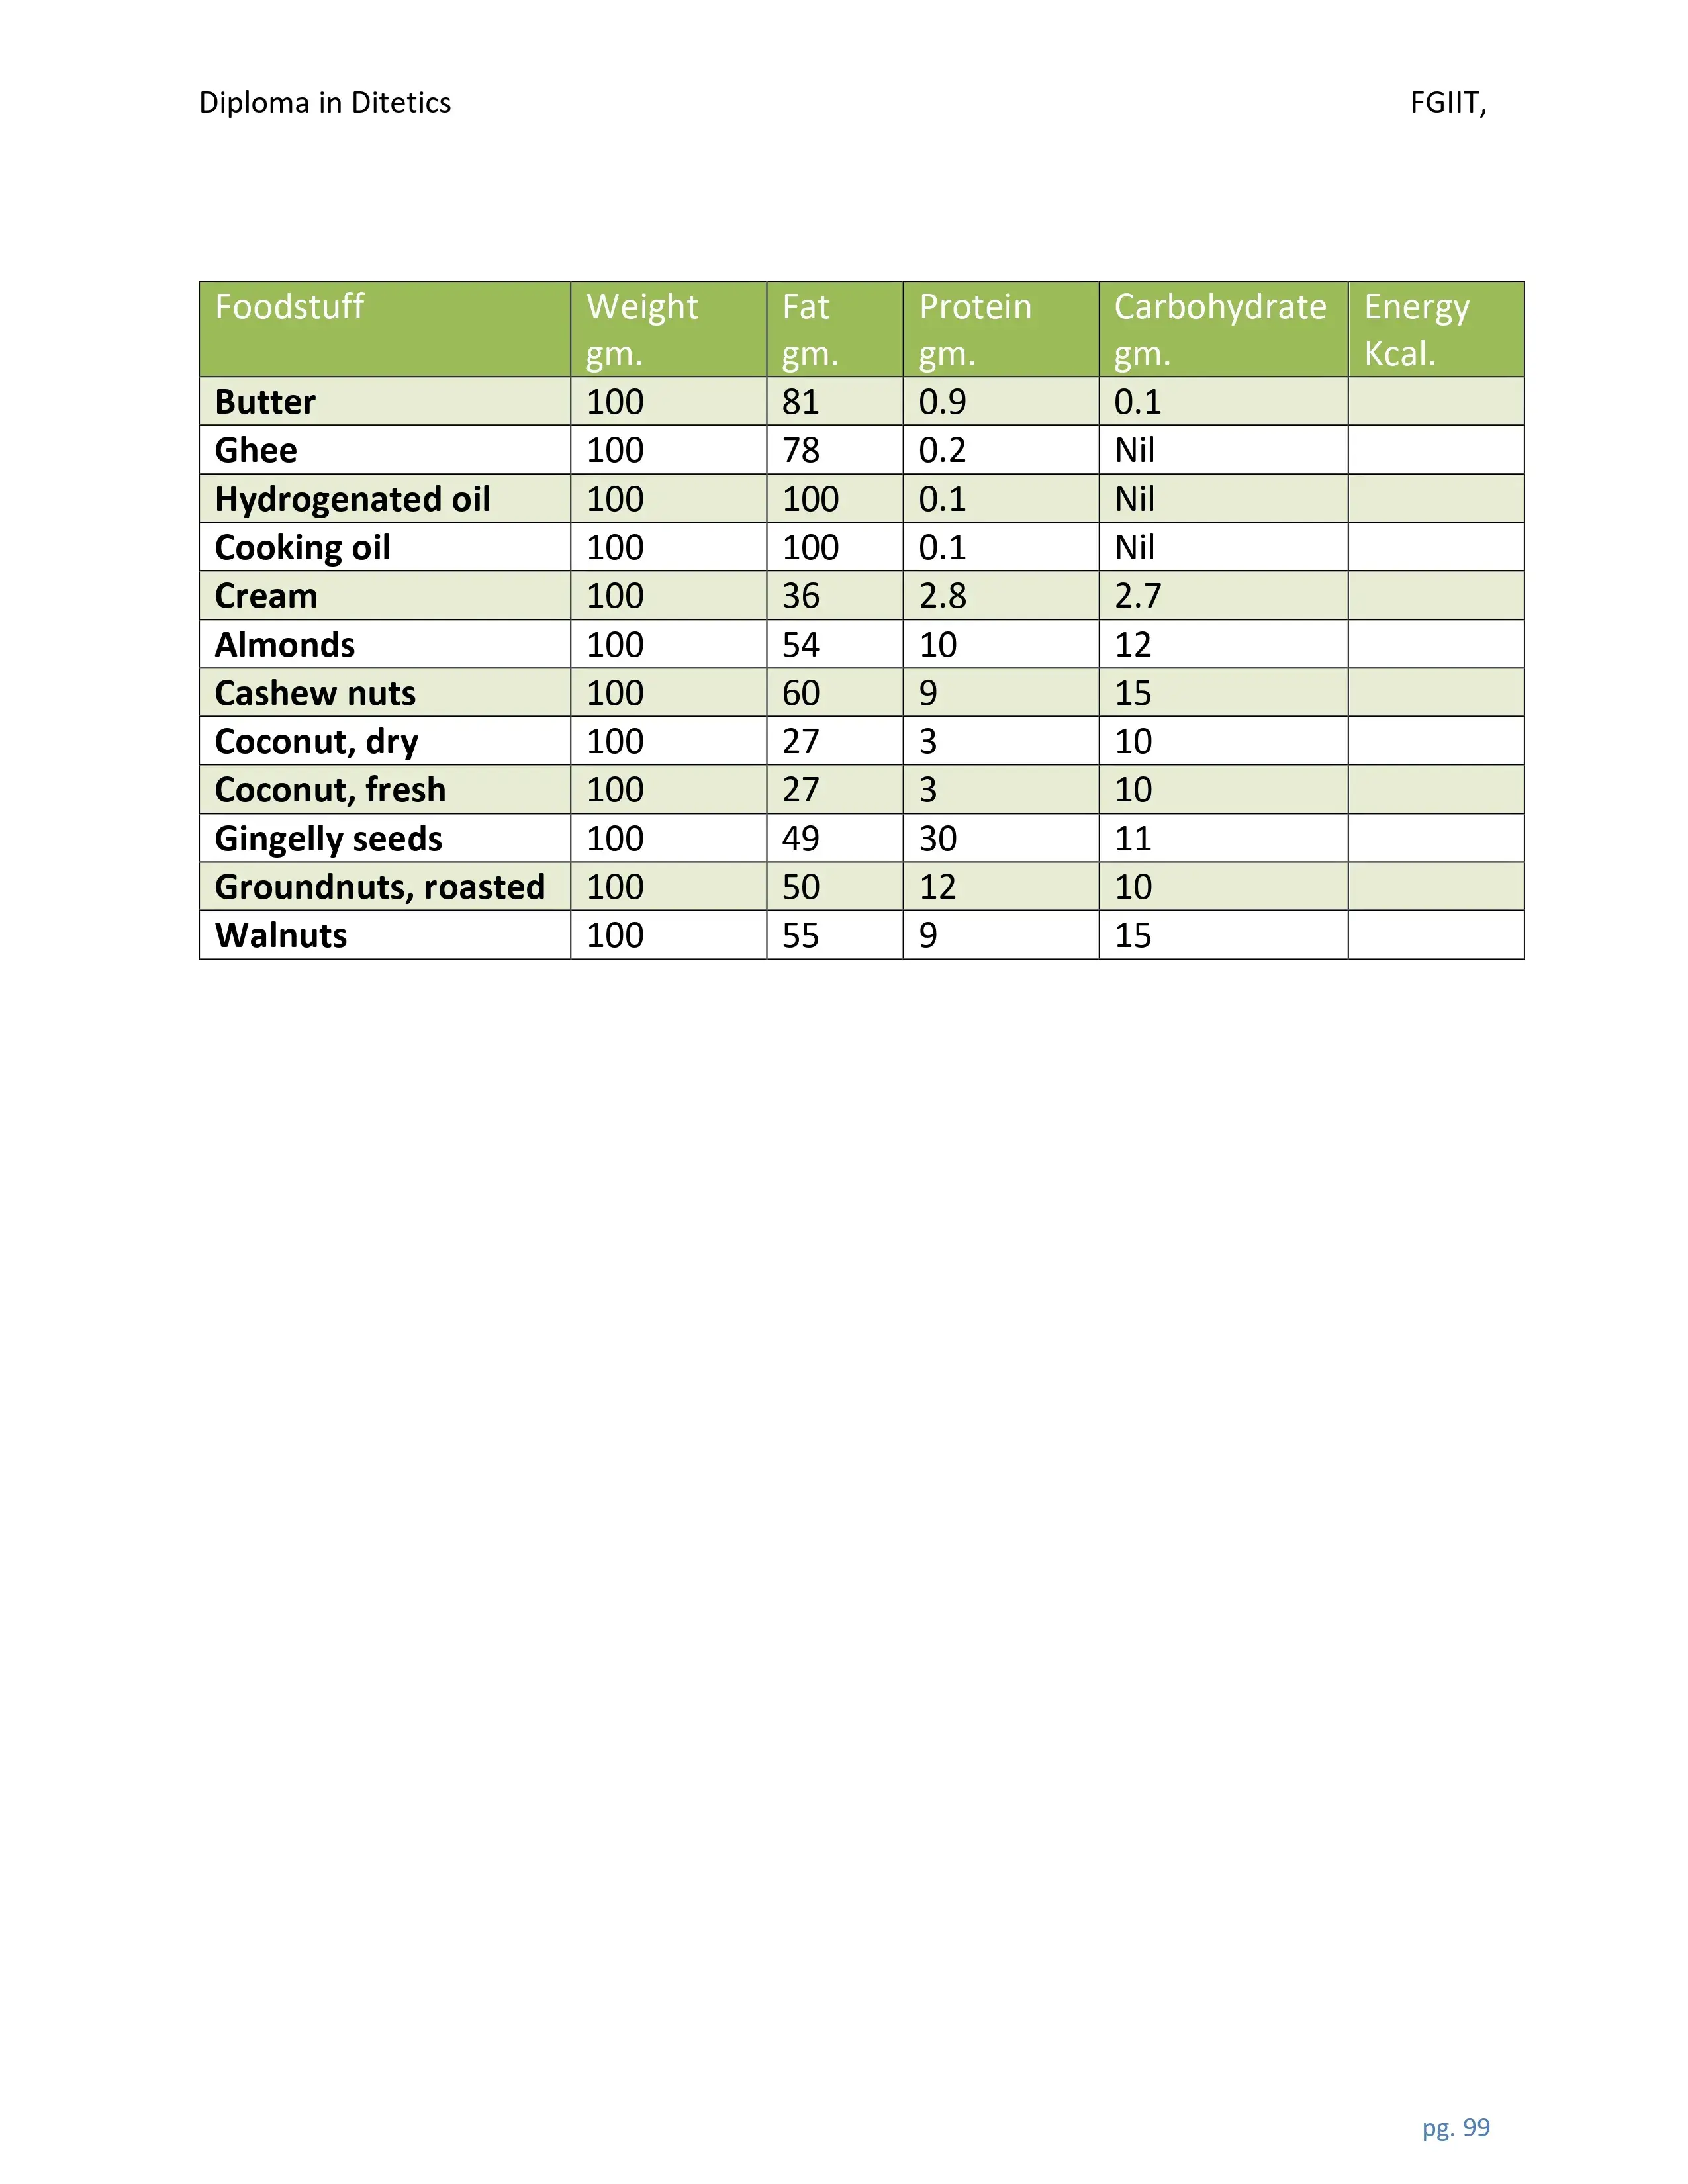 Diploma in Ditetics FGIIT,
Foodstuff Weight gm. Fat gm. Protein gm. Carbohydrate gm. Energy Kcal.
Butter 100 81 0.9 0.1
Ghee 100 78 0.2 Nil
Hydrogenated oil 100 100 0.1 Nil
Cooking oil 100 100 0.1 Nil
Cream 100 36 2.8 2.7
Almonds 100 54 10 12
Cashew nuts 100 60 9 15
Coconut, dry 100 27 3 10
Coconut, fresh 100 27 3 10
Gingelly seeds 100 49 30 11
Groundnuts, roasted 100 50 12 10
Walnuts 100 55 9 15
pg. 99